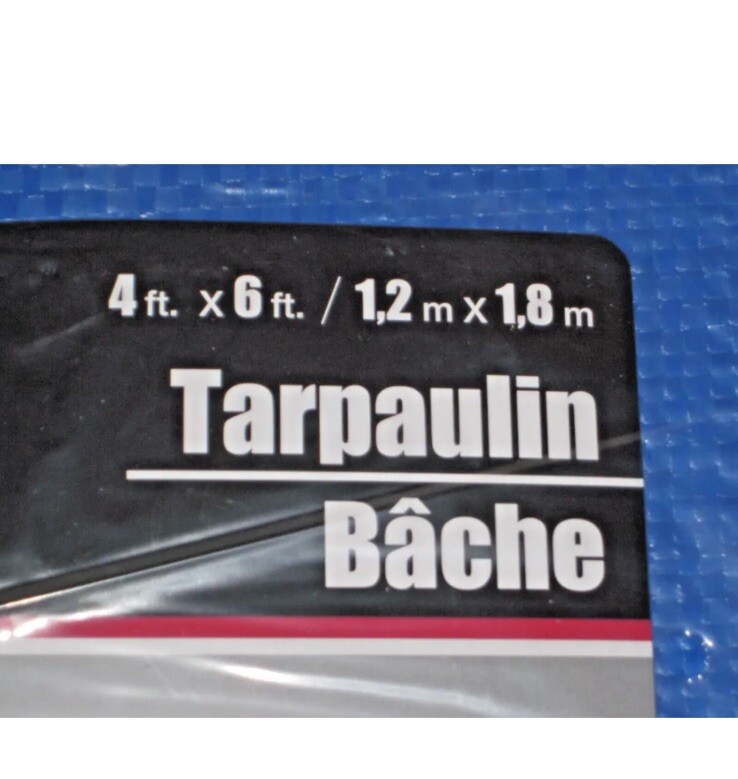 4 ft. x 6 ft. / 1,2 m x 1,8 m
Tarpaulin
Bâche